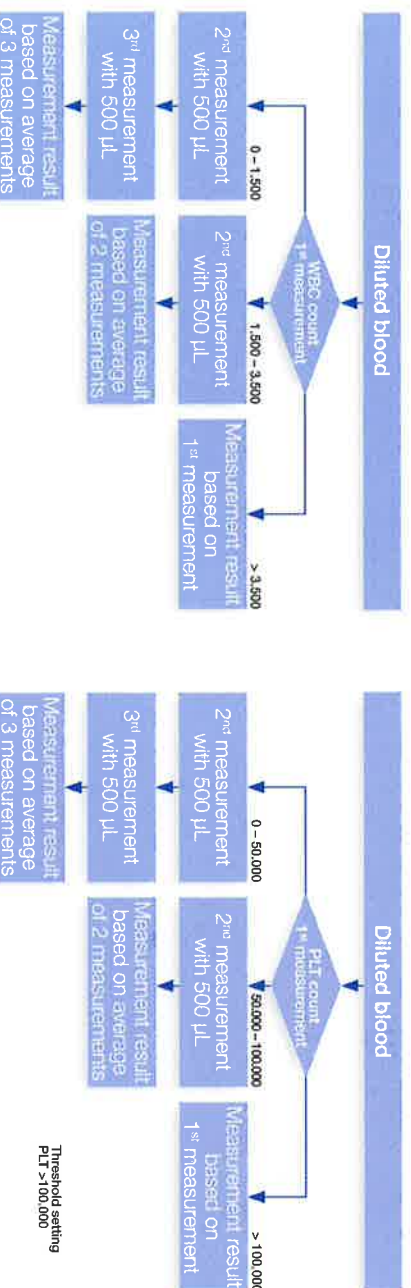 Diluted blood
WBC count
1st measurement
0 – 1.500
1.500 – 3.500
> 3.500
2nd measurement
with 500 µL
2nd measurement
with 500 µL
Measurement result
based on
1st measurement
3rd measurement
with 500 µL
Measurement result
based on average
of 2 measurements
Measurement result
based on average
of 3 measurements
Diluted blood
PLT count
1st measurement
0 – 50.000
50.000 – 100.000
> 100,000
2nd measurement
with 500 µL
2nd measurement
with 500 µL
Measurement result
based on
1st measurement
3rd measurement
with 500 µL
Measurement result
based on average
of 2 measurements
Measurement result
based on average
of 3 measurements
Threshold setting
PLT >100,000